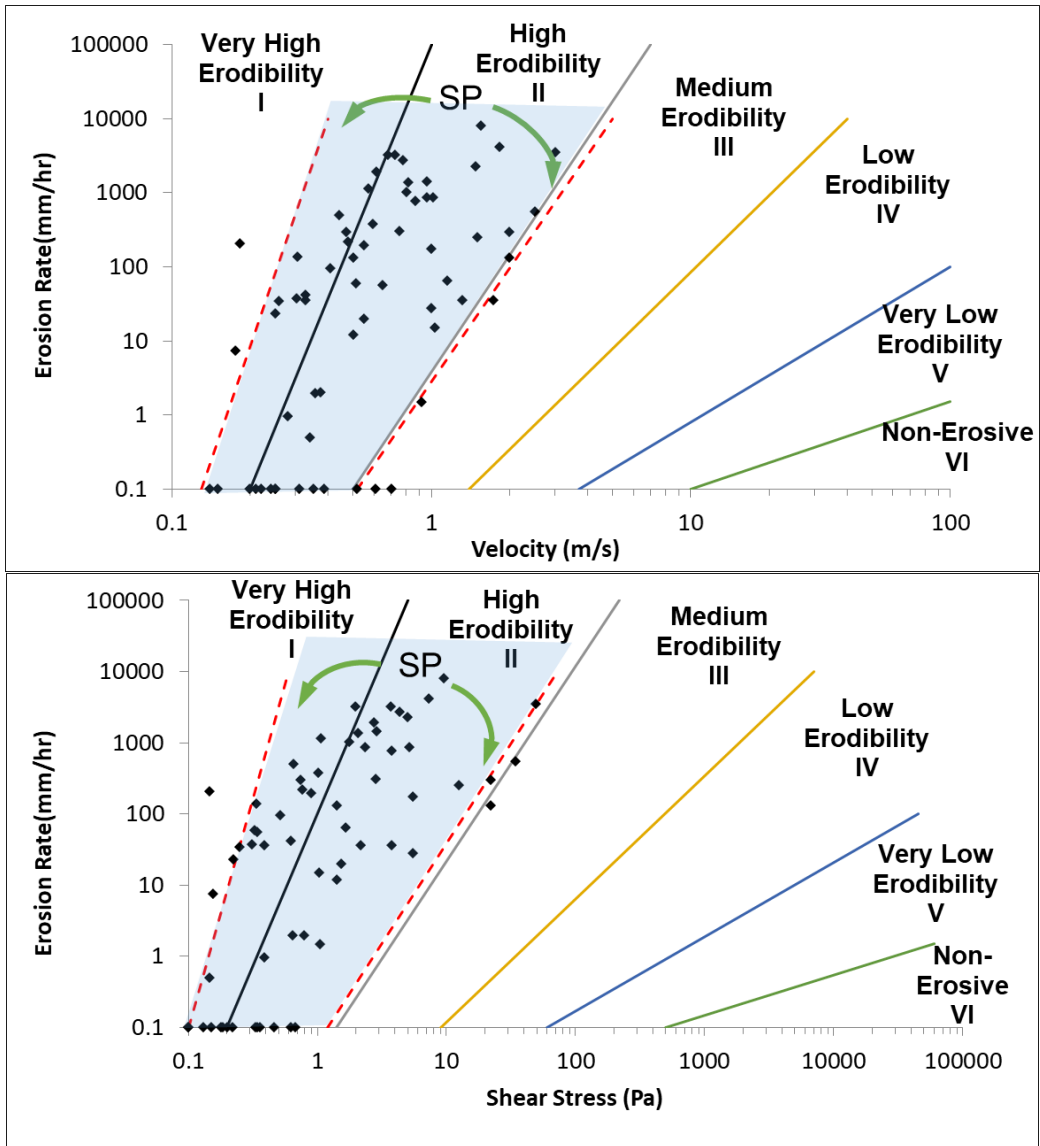 100000
10000
1000
100
10
1
0.1
Erosion Rate(mm/hr)
Very High
Erodibility
I
High
Erodibility
II
SP
Medium
Erodibility
III
Low
Erodibility
IV
Very Low
Erodibility
V
Non-Erosive
VI
0.1
1
10
100
Velocity (m/s)
100000
10000
1000
100
10
1
0.1
Erosion Rate(mm/hr)
Very High
Erodibility
I
High
Erodibility
II
SP
Medium
Erodibility
III
Low
Erodibility
IV
Very Low
Erodibility
V
Non-
Erosive
VI
0.1
1
10
100
1000
10000
100000
Shear Stress (Pa)